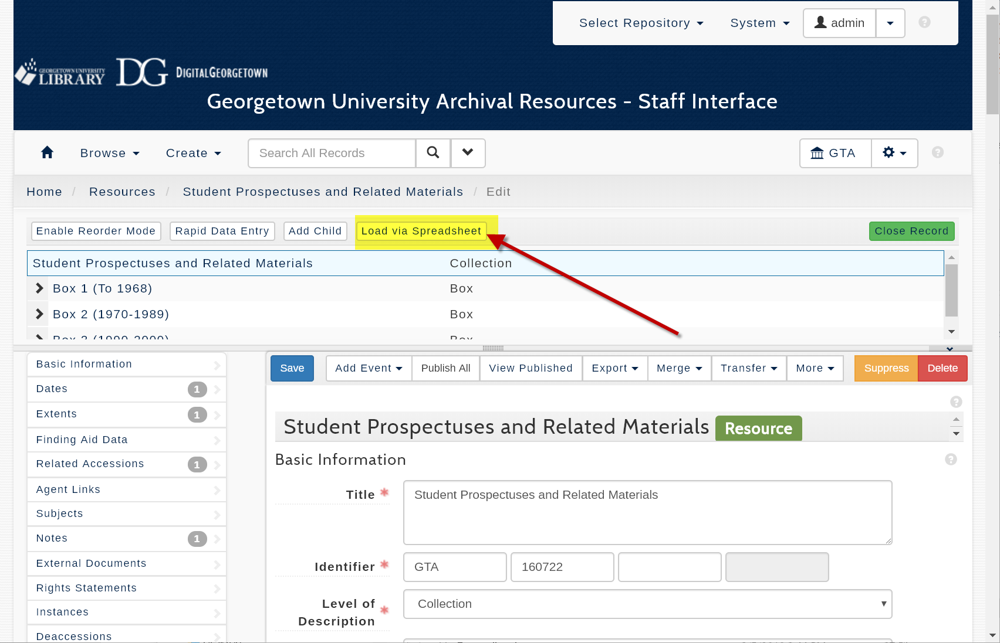 Select Repository
System
admin
GEORGETOWN UNIVERSITY
LIBRARY
DG DIGITALGEORGETOWN
Georgetown University Archival Resources - Staff Interface
Browse
Create
Search All Records
GTA
Home / Resources / Student Prospectuses and Related Materials / Edit
Enable Reorder Mode
Rapid Data Entry
Add Child
Load via Spreadsheet
Close Record
Student Prospectuses and Related Materials Collection
Box 1 (To 1968) Box
Box 2 (1970-1989) Box
Box 3 (1990-2000) Box
Basic Information
Dates 1
Extents 1
Finding Aid Data
Related Accessions 1
Agent Links
Subjects
Notes 1
External Documents
Rights Statements
Instances
Deaccessions
Save
Add Event
Publish All
View Published
Export
Merge
Transfer
More
Suppress
Delete
Student Prospectuses and Related Materials Resource
Basic Information
Title * Student Prospectuses and Related Materials
Identifier * GTA 160722
Level of
Description * Collection